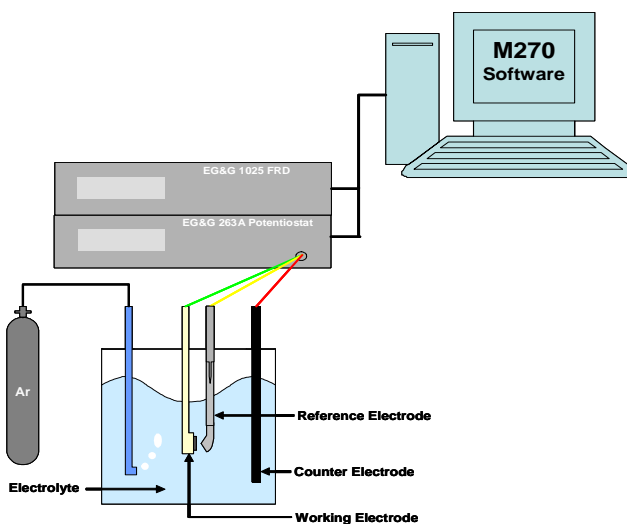 M270
Software
EG&G 1025 FRD
EG&G 263A Potentiostat
Ar
Reference Electrode
Counter Electrode
Electrolyte
Working Electrode